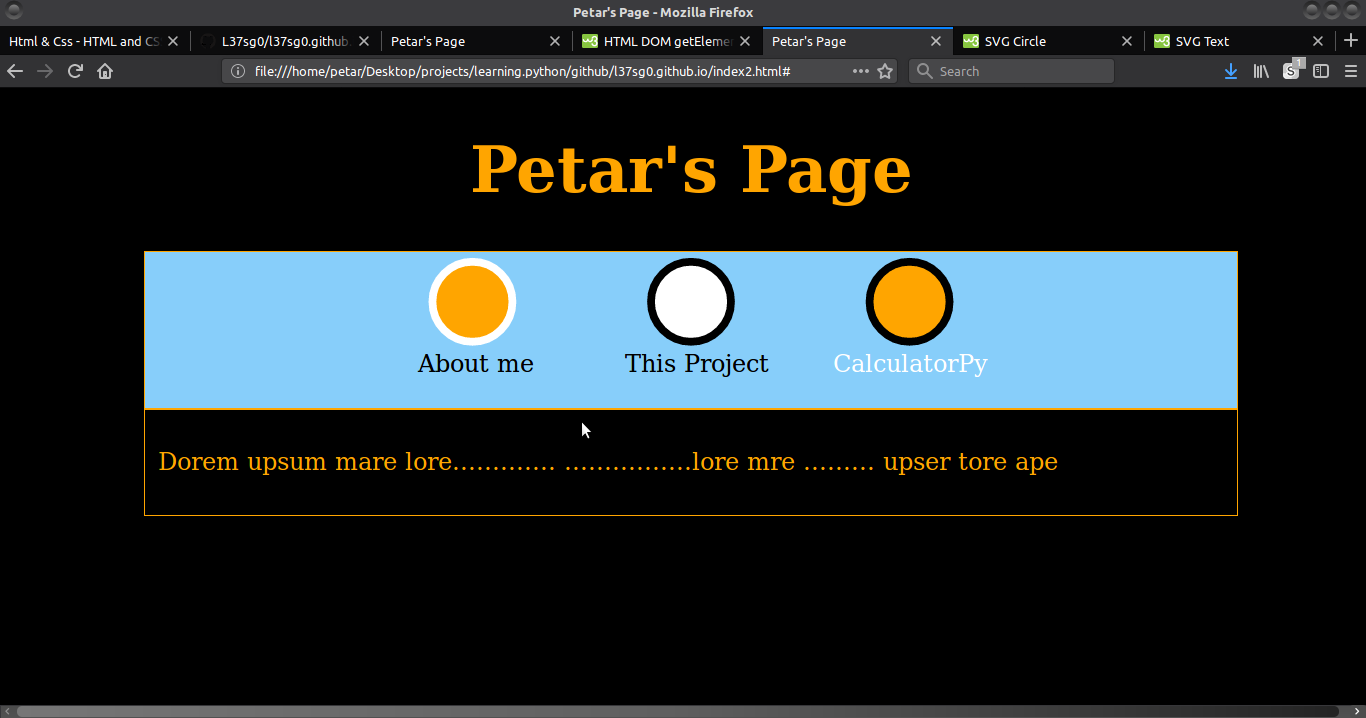 Petar's Page - Mozilla Firefox
Html & Css - HTML and CS
L37sg0/l37sg0.github.
Petar's Page
HTML DOM getEleme
Petar's Page
SVG Circle
SVG Text
file:///home/petar/Desktop/projects/learning.python/github/l37sg0.github.io/index2.html#
Search
S
1
Petar's Page
About me
This Project
CalculatorPy
Dorem upsum mare lore............. ................lore mre ......... upser tore ape